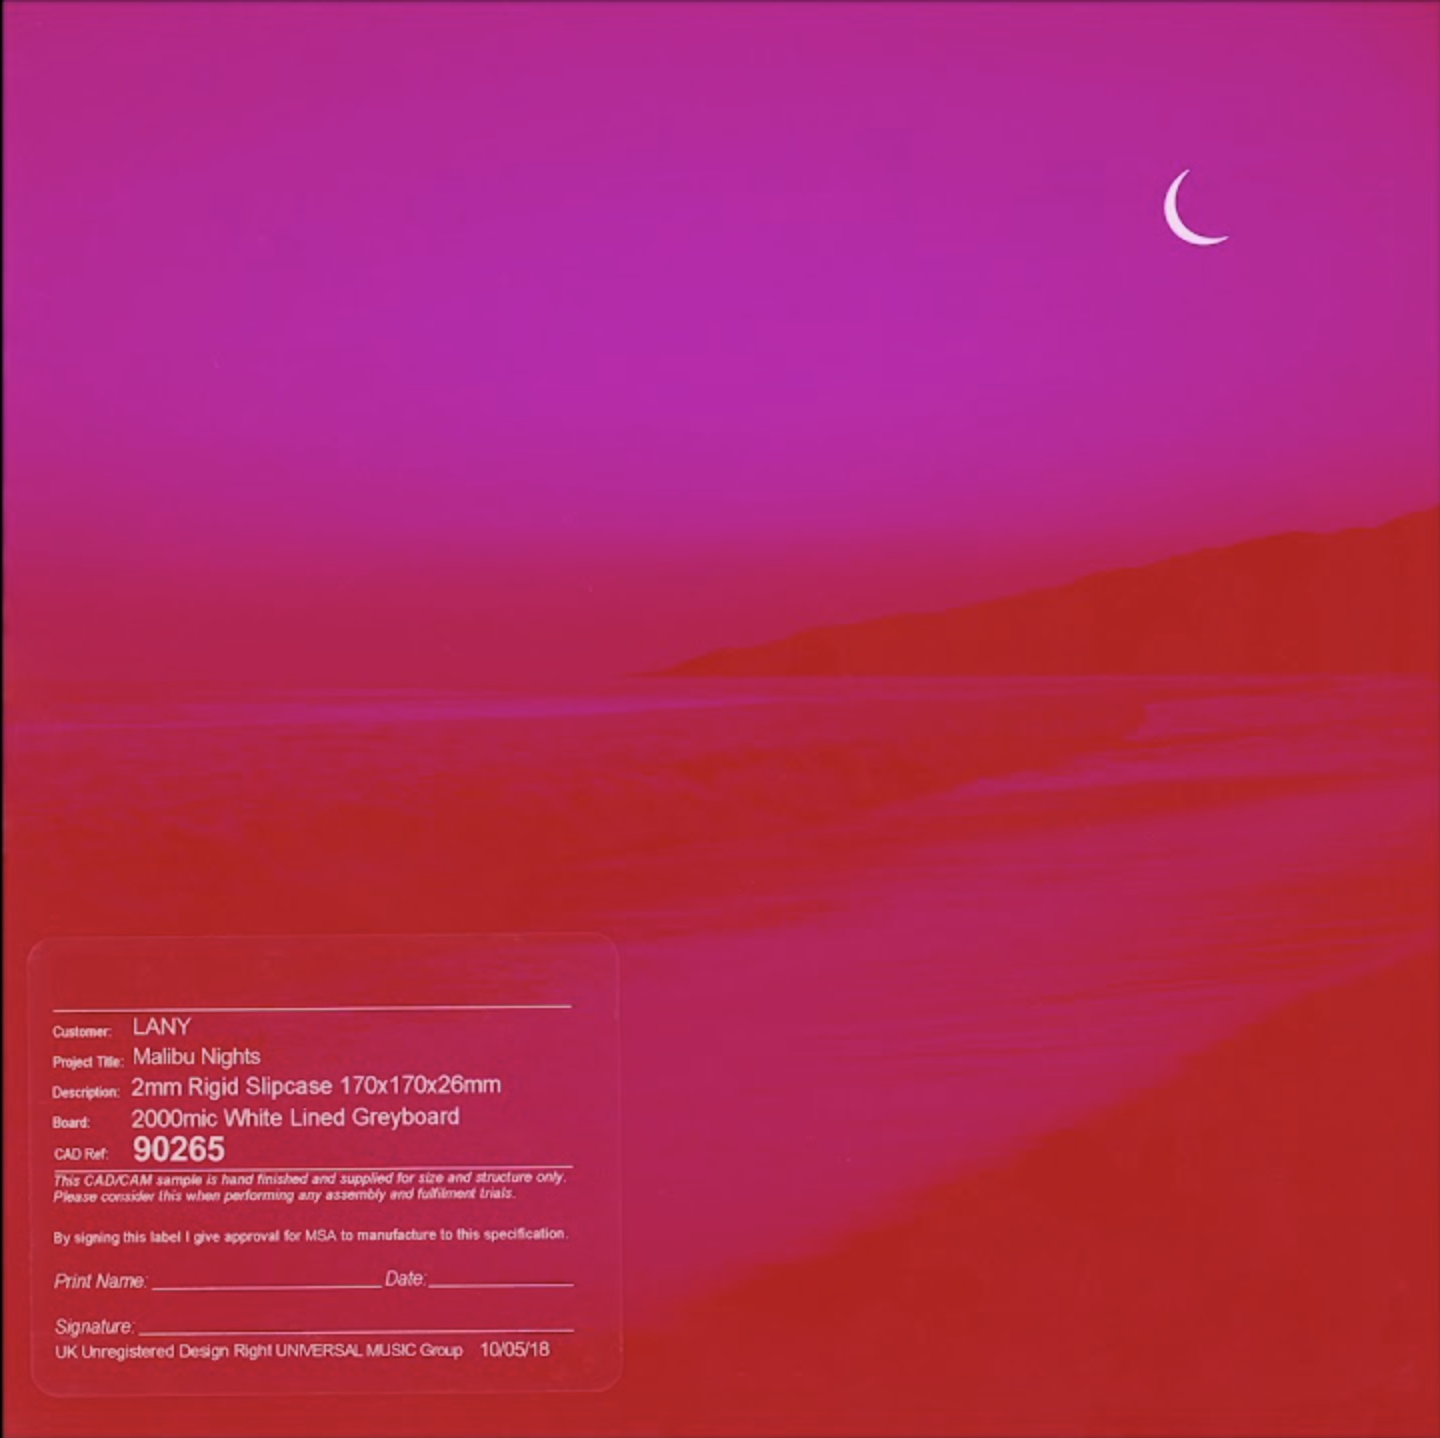 Customer: LANY
Project Title: Malibu Nights
Description: 2mm Rigid Slipcase 170x170x26mm
Board: 2000mic White Lined Greyboard
CAD Ref: 90265
This CAD/CAM sample is hand finished and supplied for size and structure only.
Please consider this when performing any assembly and fulfilment trials.
By signing this label I give approval for MSA to manufacture to this specification.
Print Name: Date:
Signature:
UK Unregistered Design Right UNIVERSAL MUSIC Group 10/05/18